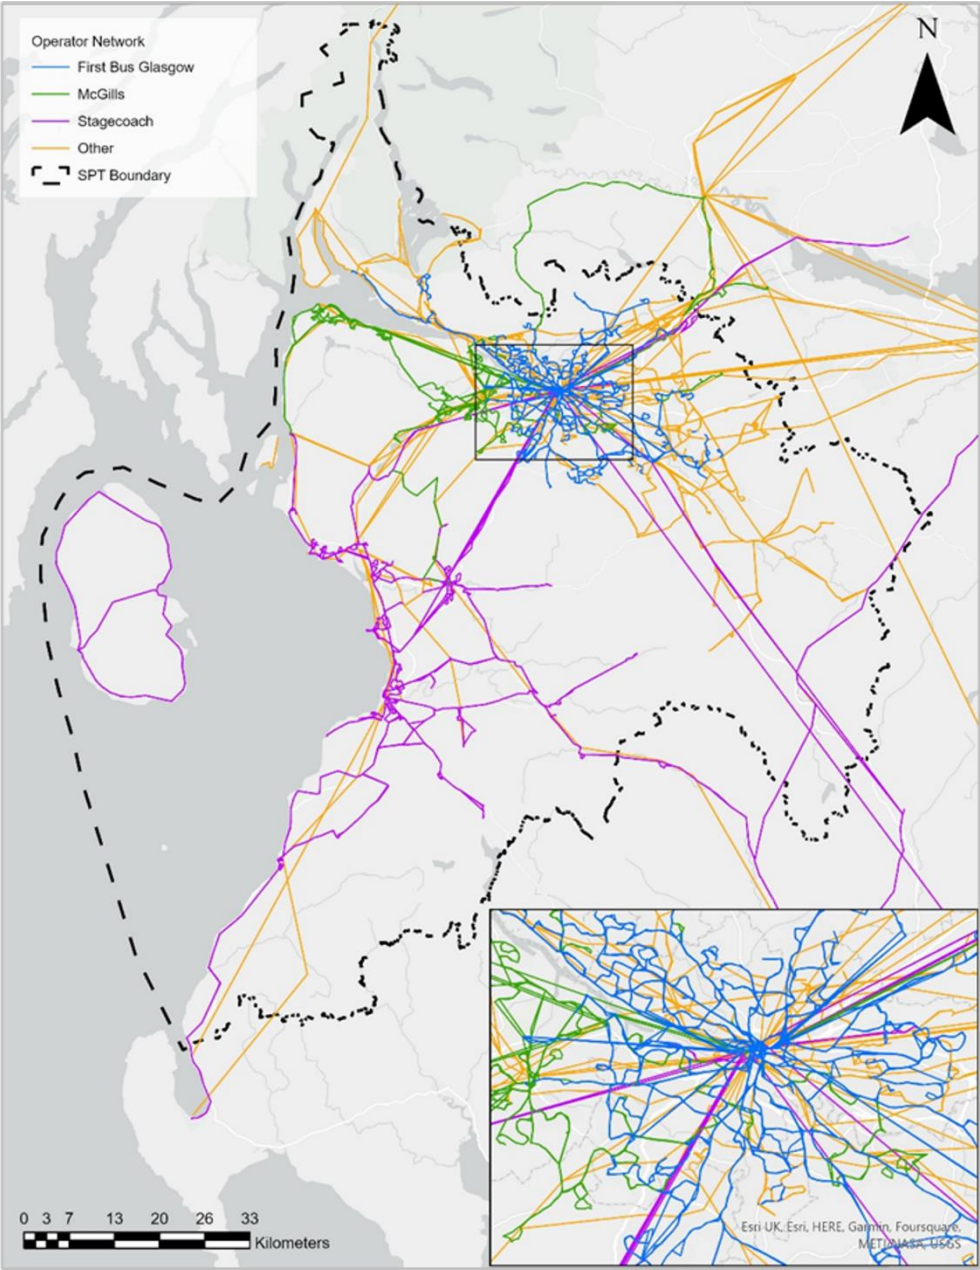 N
Operator Network
First Bus Glasgow
McGills
Stagecoach
Other
SPT Boundary
0 3 7 13 20 26 33
Kilometers
Esri UK, Esri, HERE, Garmin, Foursquare,
METI/NASA, USGS